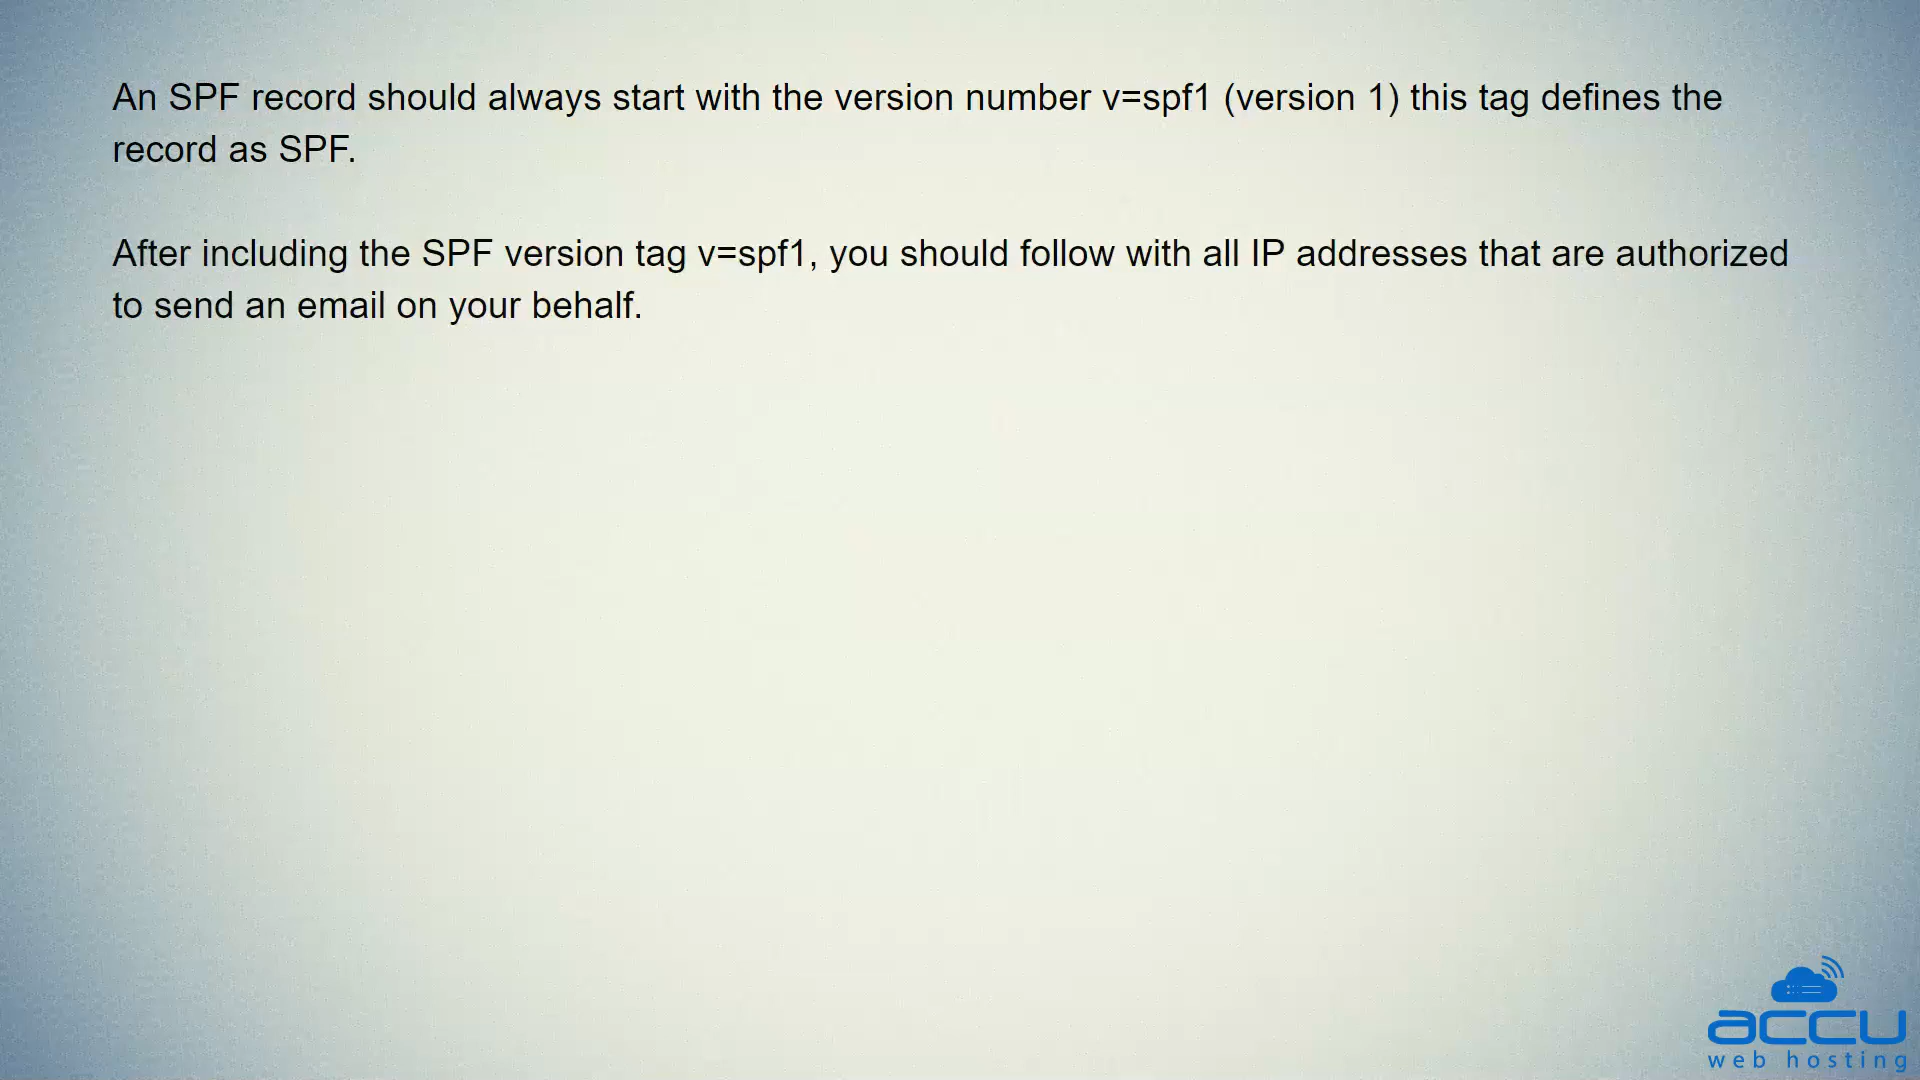 An SPF record should always start with the version number v=spf1 (version 1) this tag defines the
record as SPF.
After including the SPF version tag v=spf1, you should follow with all IP addresses that are authorized
to send an email on your behalf.
accu
web hosting